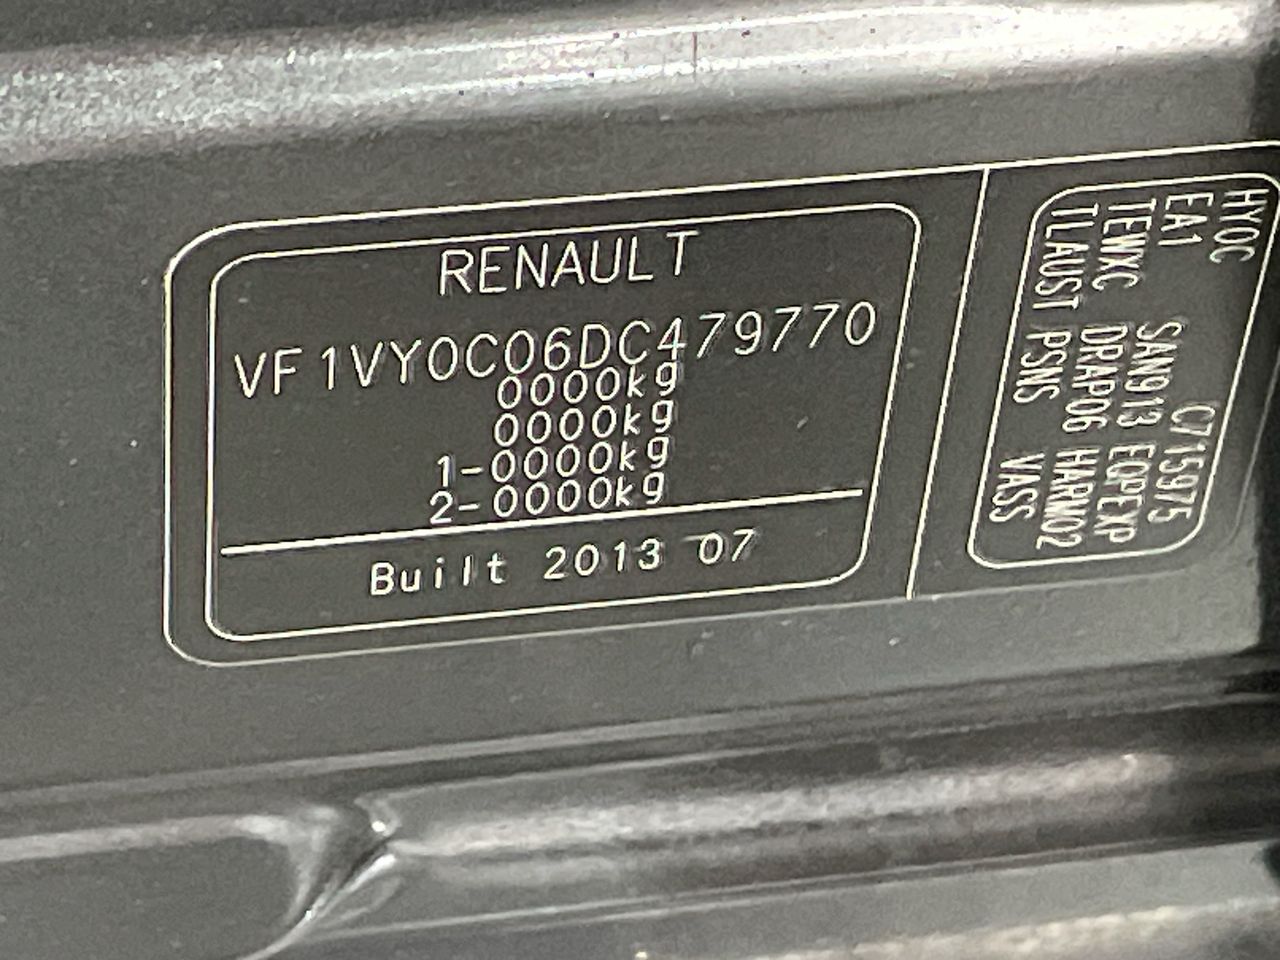 RENAULT
VF1VY0C06DC479770
0000kg
0000kg
1-0000kg
2-0000kg
Built 2013 07
HY0C
EA1 C715975
TEWXC SAN913 EQPEXP
TLAUST DRAP06 HARM02
PSNS VASS